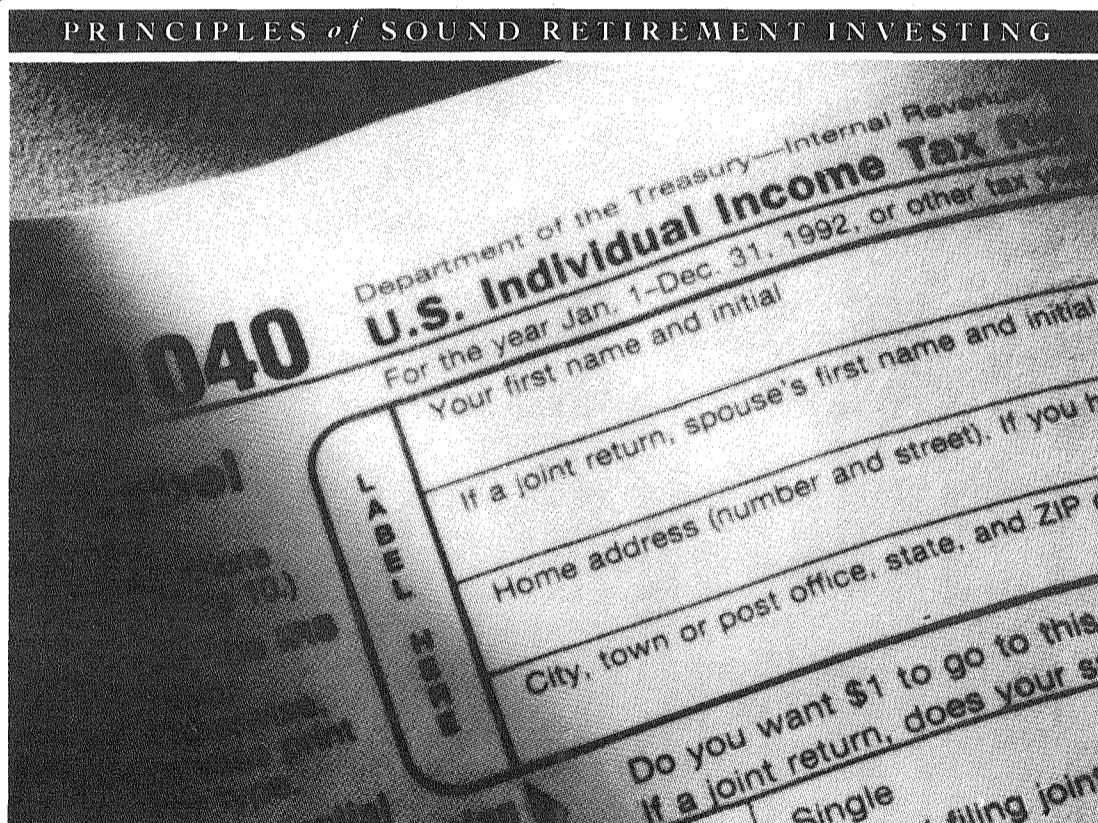 PRINCIPLES of SOUND RETIREMENT INVESTING
Department of the Treasury—Internal Revenue
040
U.S. Individual Income Tax
For the year Jan. 1–Dec. 31, 1992, or other tax
Your first name and initial
If a joint return, spouse's first name and initial
Home address (number and street). If you
City, town or post office, state, and ZIP
LABEL HERE
Do you want $1 to go to this
If a joint return, does your
Single
filing joint